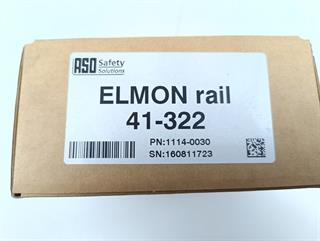 ASO Safety
Solutions
ELMON rail
41-322
PN:1114-0030
SN:160811723